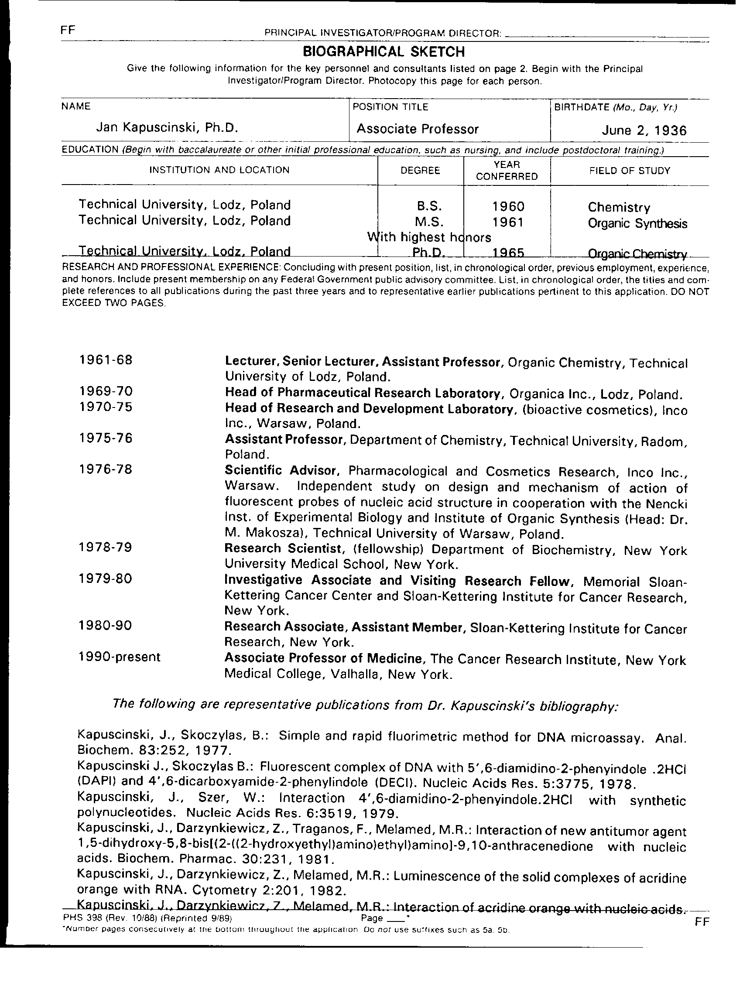 FF
PRINCIPAL INVESTIGATOR/PROGRAM DIRECTOR:
BIOGRAPHICAL SKETCH
Give the following information for the key personnel and consultants listed on page 2. Begin with the Principal
Investigator/Program Director. Photocopy this page for each person.
NAME POSITION TITLE BIRTHDATE (Mo., Day, Yr.)
Jan Kapuscinski, Ph.D. Associate Professor June 2, 1936
EDUCATION (Begin with baccalaureate or other initial professional education, such as nursing, and include postdoctoral training.)
INSTITUTION AND LOCATION DEGREE YEAR CONFERRED FIELD OF STUDY
Technical University, Lodz, Poland B.S. 1960 Chemistry
Technical University, Lodz, Poland M.S. 1961 Organic Synthesis
With highest honors
Technical University, Lodz, Poland Ph.D. 1965 Organic Chemistry
RESEARCH AND PROFESSIONAL EXPERIENCE: Concluding with present position, list, in chronological order, previous employment, experience,
and honors. Include present membership on any Federal Government public advisory committee. List, in chronological order, the titles and com-
plete references to all publications during the past three years and to representative earlier publications pertinent to this application. DO NOT
EXCEED TWO PAGES.
1961-68 Lecturer, Senior Lecturer, Assistant Professor, Organic Chemistry, Technical
University of Lodz, Poland.
1969-70 Head of Pharmaceutical Research Laboratory, Organica Inc., Lodz, Poland.
1970-75 Head of Research and Development Laboratory, (bioactive cosmetics), Inco
Inc., Warsaw, Poland.
1975-76 Assistant Professor, Department of Chemistry, Technical University, Radom,
Poland.
1976-78 Scientific Advisor, Pharmacological and Cosmetics Research, Inco Inc.,
Warsaw. Independent study on design and mechanism of action of
fluorescent probes of nucleic acid structure in cooperation with the Nencki
Inst. of Experimental Biology and Institute of Organic Synthesis (Head: Dr.
M. Makosza), Technical University of Warsaw, Poland.
1978-79 Research Scientist, (fellowship) Department of Biochemistry, New York
University Medical School, New York.
1979-80 Investigative Associate and Visiting Research Fellow, Memorial Sloan-
Kettering Cancer Center and Sloan-Kettering Institute for Cancer Research,
New York.
1980-90 Research Associate, Assistant Member, Sloan-Kettering Institute for Cancer
Research, New York.
1990-present Associate Professor of Medicine, The Cancer Research Institute, New York
Medical College, Valhalla, New York.
The following are representative publications from Dr. Kapuscinski's bibliography:
Kapuscinski, J., Skoczylas, B.: Simple and rapid fluorimetric method for DNA microassay. Anal.
Biochem. 83:252, 1977.
Kapuscinski J., Skoczylas B.: Fluorescent complex of DNA with 5',6-diamidino-2-phenyindole .2HCl
(DAPI) and 4',6-dicarboxyamide-2-phenylindole (DECI). Nucleic Acids Res. 5:3775, 1978.
Kapuscinski, J., Szer, W.: Interaction 4',6-diamidino-2-phenyindole.2HCl with synthetic
polynucleotides. Nucleic Acids Res. 6:3519, 1979.
Kapuscinski, J., Darzynkiewicz, Z., Traganos, F., Melamed, M.R.: Interaction of new antitumor agent
1,5-dihydroxy-5,8-bis[(2-((2-hydroxyethyl)amino)ethyl)amino]-9,10-anthracenedione with nucleic
acids. Biochem. Pharmac. 30:231, 1981.
Kapuscinski, J., Darzynkiewicz, Z., Melamed, M.R.: Luminescence of the solid complexes of acridine
orange with RNA. Cytometry 2:201, 1982.
Kapuscinski, J., Darzynkiewicz, Z., Melamed, M.R.: Interaction of acridine orange with nucleic acids.
PHS 398 (Rev. 10/88) (Reprinted 9/89) Page ___* FF
*Number pages consecutively at the bottom throughout the application. Do not use suffixes such as 5a, 5b.